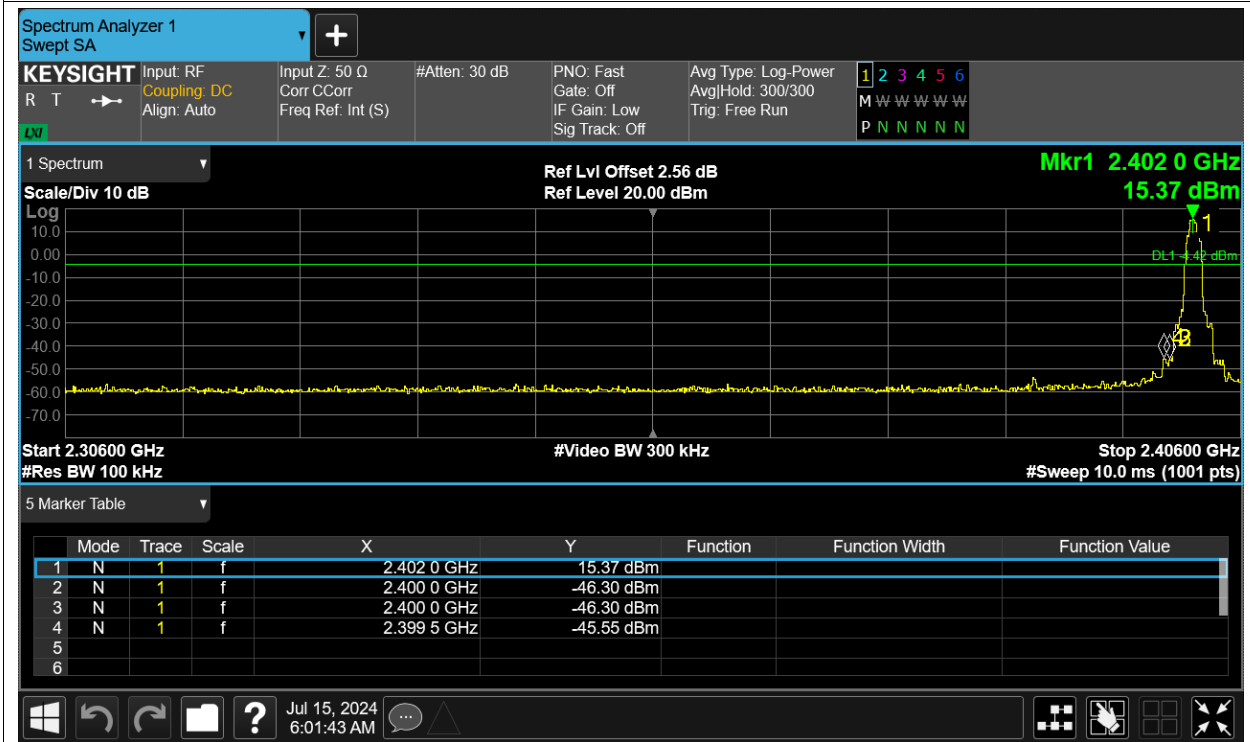 Spectrum Analyzer 1
Swept SA
+
KEYSIGHT Input: RF Input Z: 50 Ω #Atten: 30 dB PNO: Fast Avg Type: Log-Power 1 2 3 4 5 6
R T Coupling: DC Corr CCorr Gate: Off Avg|Hold: 300/300 M W W W W W
Align: Auto Freq Ref: Int (S) IF Gain: Low Trig: Free Run
LXI Sig Track: Off P N N N N N
1 Spectrum Ref Lvl Offset 2.56 dB Mkr1 2.402 0 GHz
Scale/Div 10 dB Ref Level 20.00 dBm 15.37 dBm
Log
1
10.0
0.00 DL1 -4.42 dBm
-10.0
-20.0
-30.0
-40.0
-50.0
-60.0
-70.0
Start 2.30600 GHz #Video BW 300 kHz Stop 2.40600 GHz
#Res BW 100 kHz #Sweep 10.0 ms (1001 pts)
5 Marker Table
Mode Trace Scale X Y Function Function Width Function Value
1 N 1 f 2.402 0 GHz 15.37 dBm
2 N 1 f 2.400 0 GHz -46.30 dBm
3 N 1 f 2.400 0 GHz -46.30 dBm
4 N 1 f 2.399 5 GHz -45.55 dBm
5
6
? Jul 15, 2024
6:01:43 AM